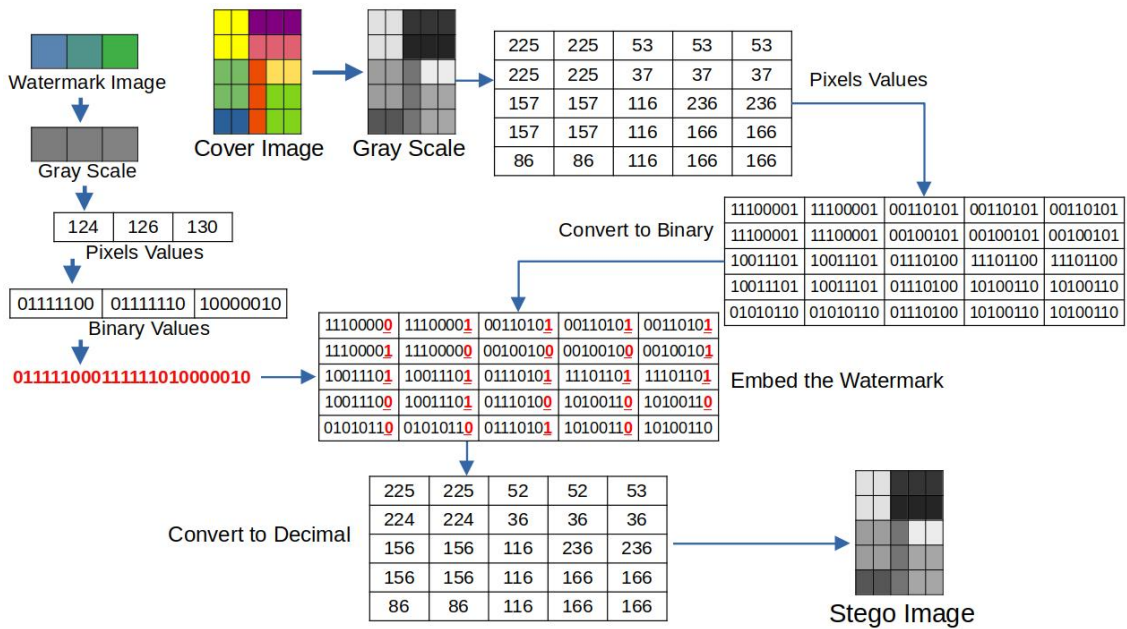 Watermark Image
Gray Scale
124 126 130
Pixels Values
01111100 01111110 10000010
Binary Values
011111000111111010000010
Cover Image
Gray Scale
225 225 53 53 53
225 225 37 37 37
157 157 116 236 236
157 157 116 166 166
86 86 116 166 166
Pixels Values
11100001 11100001 00110101 00110101 00110101
11100001 11100001 00100101 00100101 00100101
10011101 10011101 01110100 11101100 11101100
10011101 10011101 01110100 10100110 10100110
01010110 01010110 01110100 10100110 10100110
Convert to Binary
11100000 11100001 00110101 00110101 00110101
11100001 11100000 00100100 00100100 00100101
10011101 10011101 01110101 11101101 11101101
10011100 10011101 01110100 10100110 10100110
01010110 01010110 01110101 10100110 10100110
Embed the Watermark
225 225 52 52 53
224 224 36 36 36
156 156 116 236 236
156 156 116 166 166
86 86 116 166 166
Convert to Decimal
Stego Image